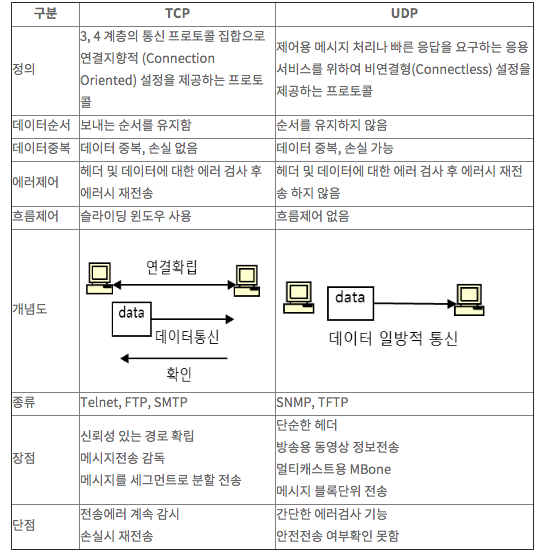 구분 TCP UDP
정의
3, 4 계층의 통신 프로토콜 집합으로
연결지향적 (Connection
Oriented) 설정을 제공하는 프로토
콜
제어용 메시지 처리나 빠른 응답을 요구하는 응용
서비스를 위하여 비연결형(Connectless) 설정을
제공하는 프로토콜
데이터순서 보내는 순서를 유지함 순서를 유지하지 않음
데이터중복 데이터 중복, 손실 없음 데이터 중복, 손실 가능
에러제어
헤더 및 데이터에 대한 에러 검사 후
에러시 재전송
헤더 및 데이터에 대한 에러 검사 후 에러시 재전
송 하지 않음
흐름제어 슬라이딩 윈도우 사용 흐름제어 없음
개념도
연결확립
data
데이터통신
확인
data
데이터 일방적 통신
종류 Telnet, FTP, SMTP SNMP, TFTP
장점
신뢰성 있는 경로 확립
메시지전송 감독
메시지를 세그먼트로 분할 전송
단순한 헤더
방송용 동영상 정보전송
멀티캐스트용 MBone
메시지 블록단위 전송
단점
전송에러 계속 감시
손실시 재전송
간단한 에러검사 기능
안전전송 여부확인 못함